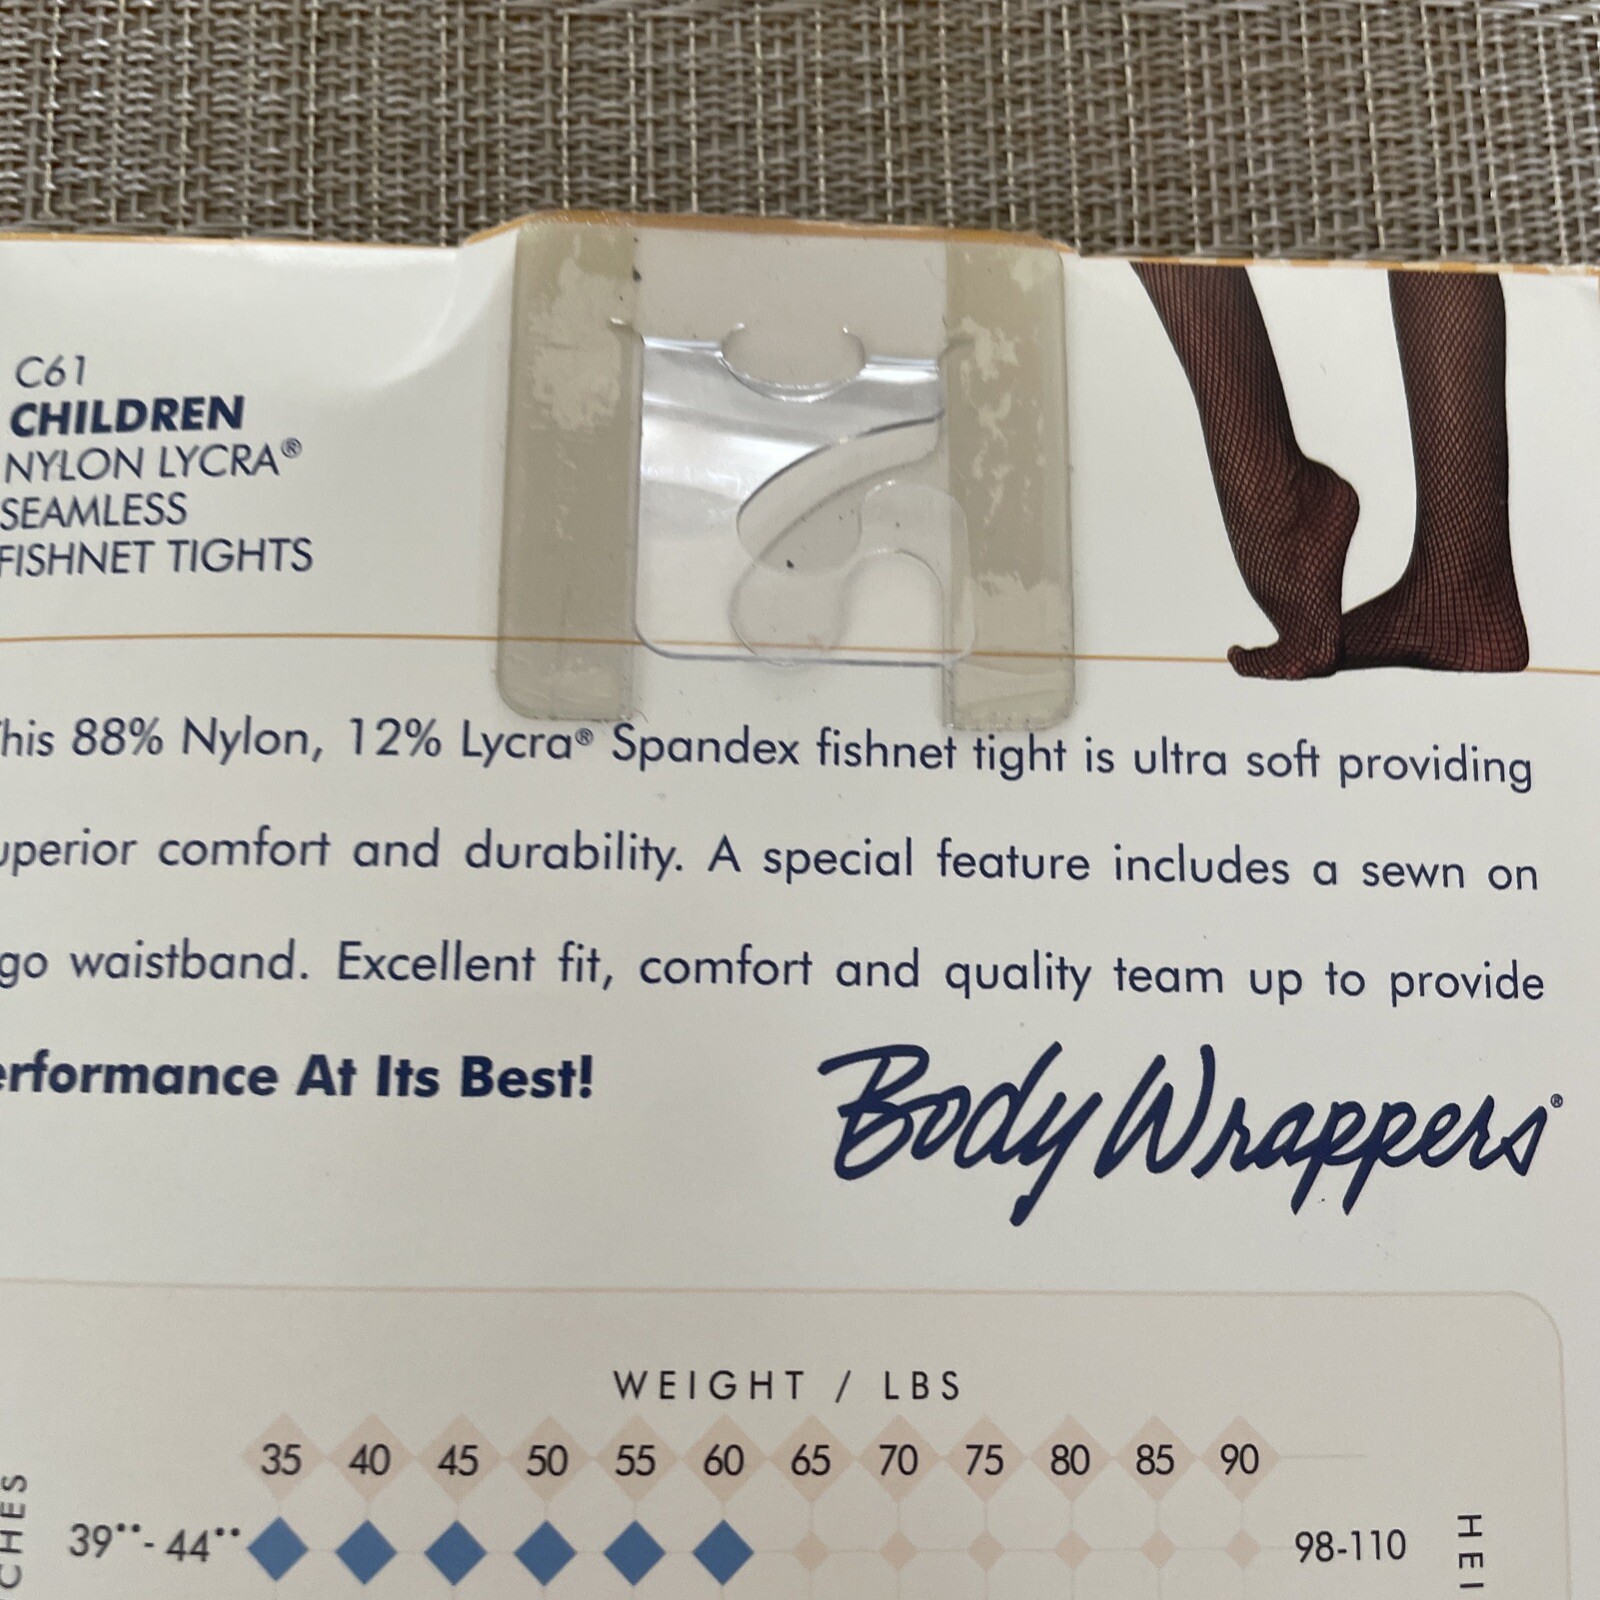 C61
CHILDREN
NYLON LYCRA®
SEAMLESS
FISHNET TIGHTS
his 88% Nylon, 12% Lycra® Spandex fishnet tight is ultra soft providing
uperior comfort and durability. A special feature includes a sewn on
go waistband. Excellent fit, comfort and quality team up to provide
erformance At Its Best!
Body Wrappers®
WEIGHT / LBS
35 40 45 50 55 60 65 70 75 80 85 90
39"- 44" 98-110
CHES
HEI